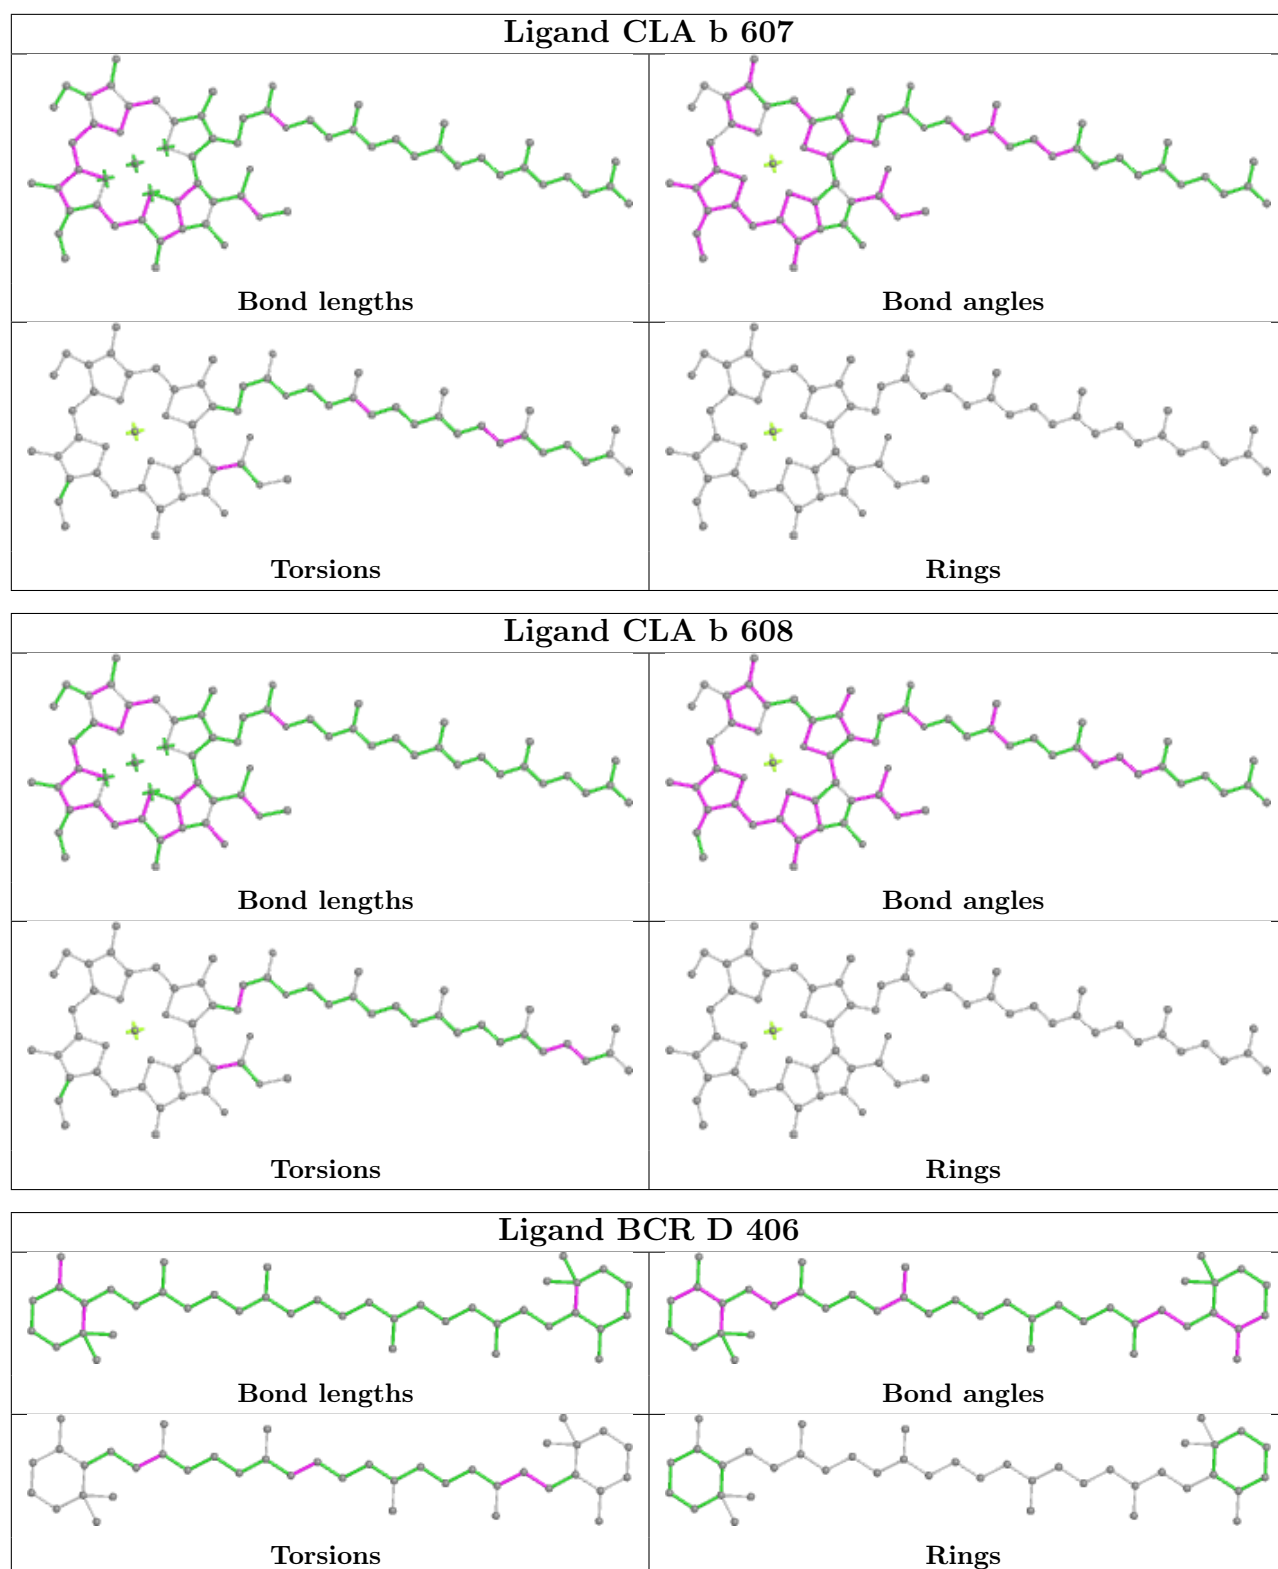 Ligand CLA b 607
Bond lengths
Bond angles
Torsions
Rings
Ligand CLA b 608
Bond lengths
Bond angles
Torsions
Rings
Ligand BCR D 406
Bond lengths
Bond angles
Torsions
Rings